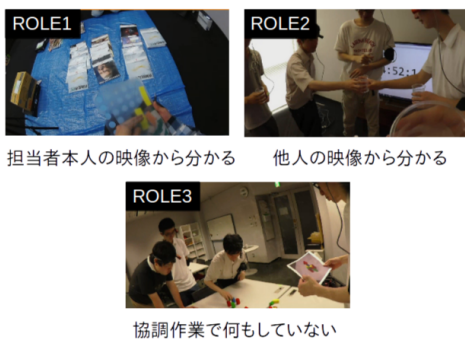 ROLE1
ROLE2
担当者本人の映像から分かる
他人の映像から分かる
ROLE3
協調作業で何もしていない